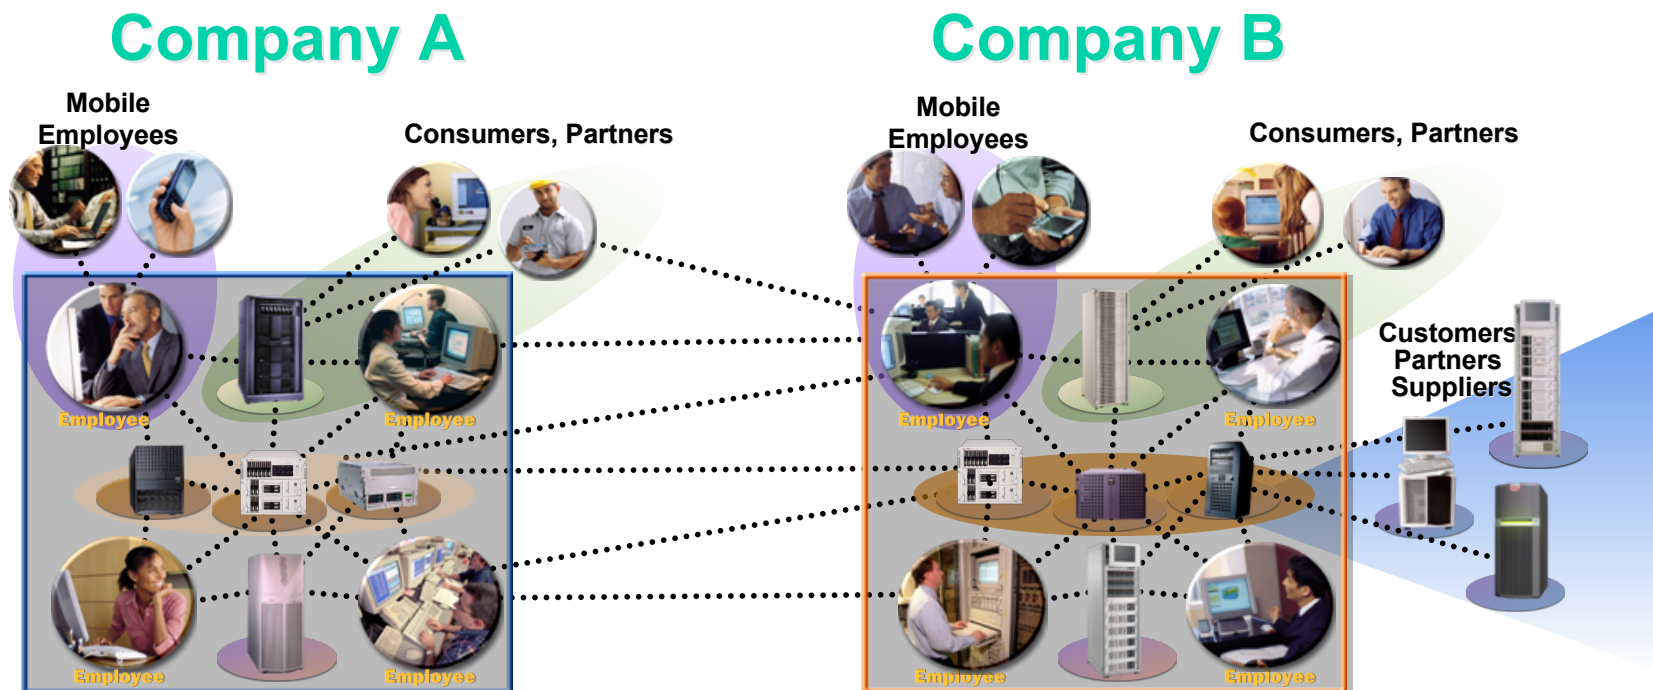 Company A
Company B
Mobile
Employees
Consumers, Partners
Mobile
Employees
Consumers, Partners
Customers
Partners
Suppliers
Employee
Employee
Employee
Employee
Employee
Employee
Employee
Employee